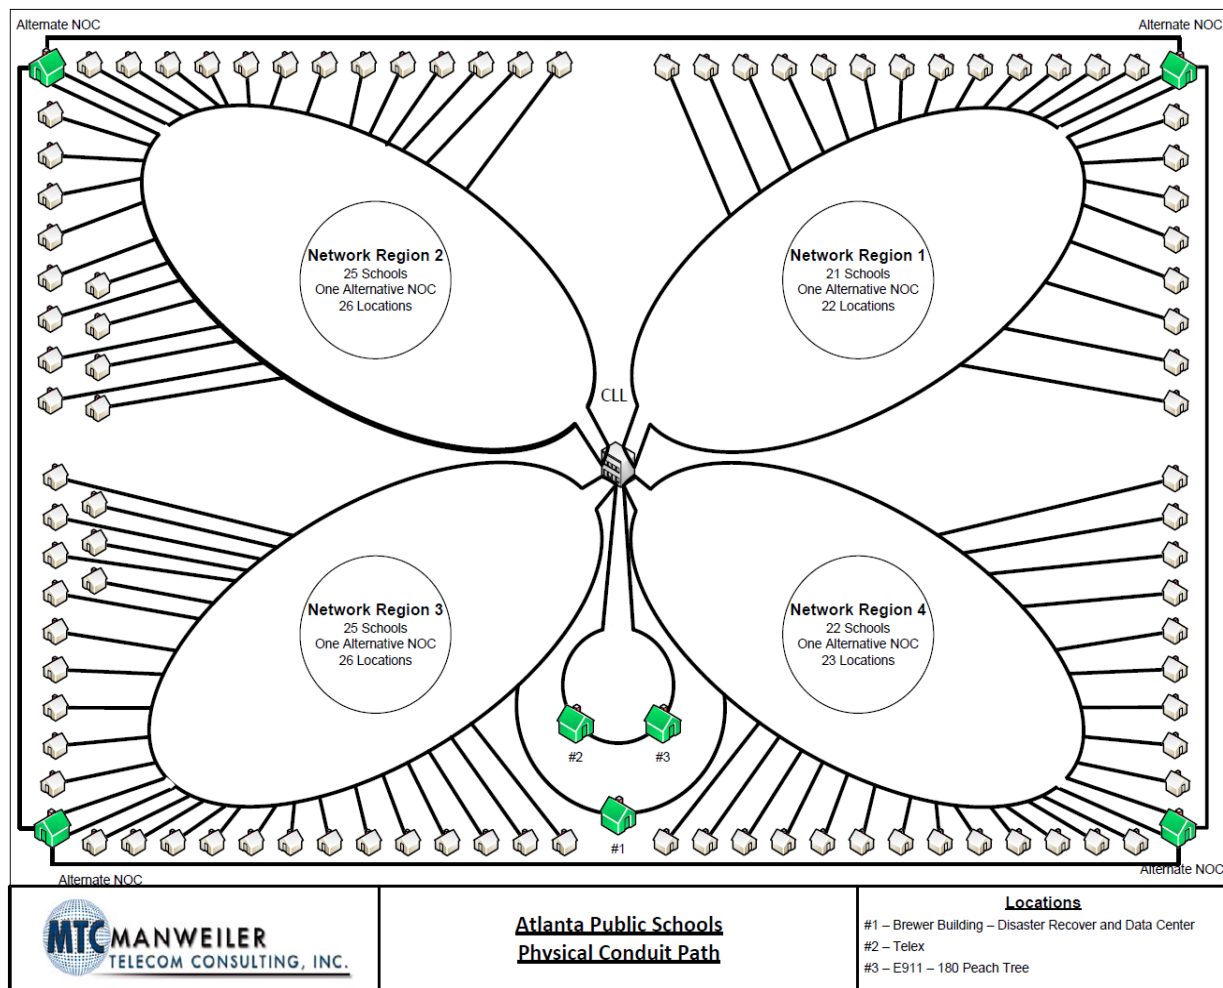 Alternate NOC
Alternate NOC
Network Region 2
25 Schools
One Alternative NOC
26 Locations
Network Region 1
21 Schools
One Alternative NOC
22 Locations
CLL
Network Region 3
25 Schools
One Alternative NOC
26 Locations
Network Region 4
22 Schools
One Alternative NOC
23 Locations
#2
#3
#1
Alternate NOC
Alternate NOC
MTC MANWEILER
TELECOM CONSULTING, INC.
Atlanta Public Schools
Physical Conduit Path
Locations
#1 – Brewer Building – Disaster Recover and Data Center
#2 – Telex
#3 – E911 – 180 Peach Tree